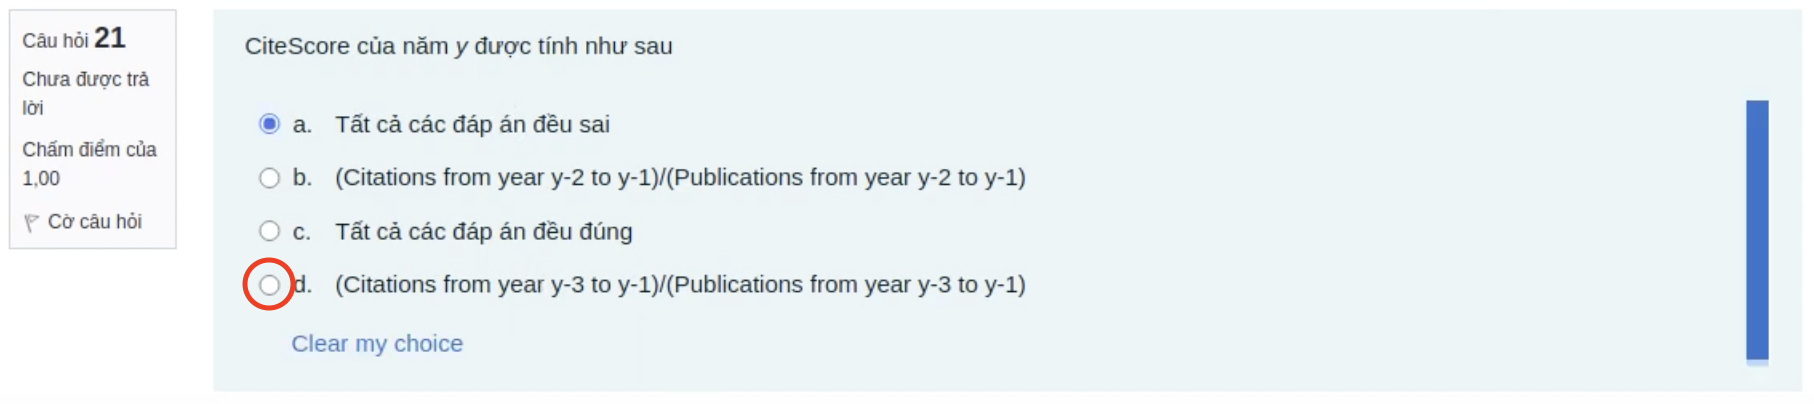 Câu hỏi 21
Chưa được trả
lời
Chấm điểm của
1,00
Cờ câu hỏi
CiteScore của năm y được tính như sau
a. Tất cả các đáp án đều sai
b. (Citations from year y-2 to y-1)/(Publications from year y-2 to y-1)
c. Tất cả các đáp án đều đúng
d. (Citations from year y-3 to y-1)/(Publications from year y-3 to y-1)
Clear my choice